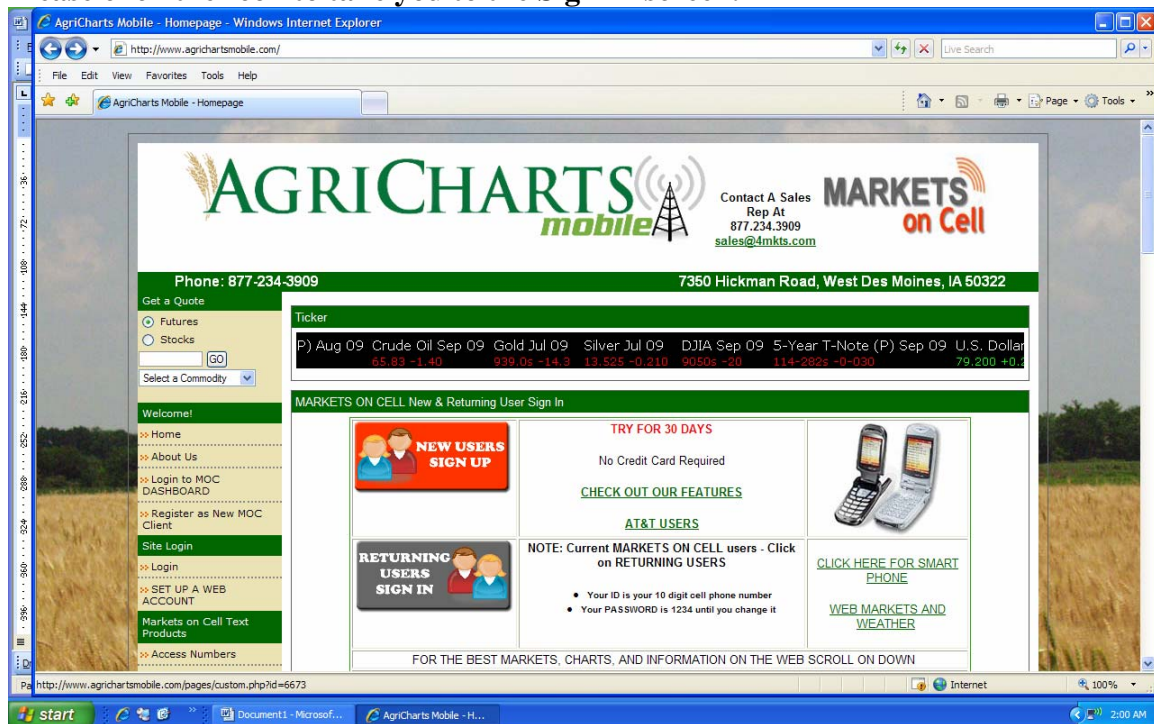 AgriCharts Mobile - Homepage - Windows Internet Explorer
http://www.agrichartsmobile.com/
Live Search
File Edit View Favorites Tools Help
AgriCharts Mobile - Homepage
Page Tools
AGRICHARTS
mobile
Contact A Sales
Rep At
877.234.3909
sales@4mkts.com
MARKETS
on Cell
Phone: 877-234-3909 7350 Hickman Road, West Des Moines, IA 50322
Get a Quote
Futures
Stocks
GO
Select a Commodity
Welcome!
>> Home
>> About Us
>> Login to MOC
DASHBOARD
>> Register as New MOC
Client
Site Login
>> Login
>> SET UP A WEB
ACCOUNT
Markets on Cell Text
Products
>> Access Numbers
Ticker
P) Aug 09 Crude Oil Sep 09 Gold Jul 09 Silver Jul 09 DJIA Sep 09 5-Year T-Note (P) Sep 09 U.S. Dollar
65.83 -1.40 939.0s -14.3 13.525 -0.210 9050s -20 114-282s -0-030 79.200
MARKETS ON CELL New & Returning User Sign In
NEW USERS
SIGN UP
TRY FOR 30 DAYS
No Credit Card Required
CHECK OUT OUR FEATURES
AT&T USERS
RETURNING
USERS
SIGN IN
NOTE: Current MARKETS ON CELL users - Click
on RETURNING USERS
• Your ID is your 10 digit cell phone number
• Your PASSWORD is 1234 until you change it
CLICK HERE FOR SMART
PHONE
WEB MARKETS AND
WEATHER
FOR THE BEST MARKETS, CHARTS, AND INFORMATION ON THE WEB SCROLL ON DOWN
http://www.agrichartsmobile.com/pages/custom.php?id=6673
Internet
100%
start
Document1 - Microsof...
AgriCharts Mobile - H...
2:00 AM